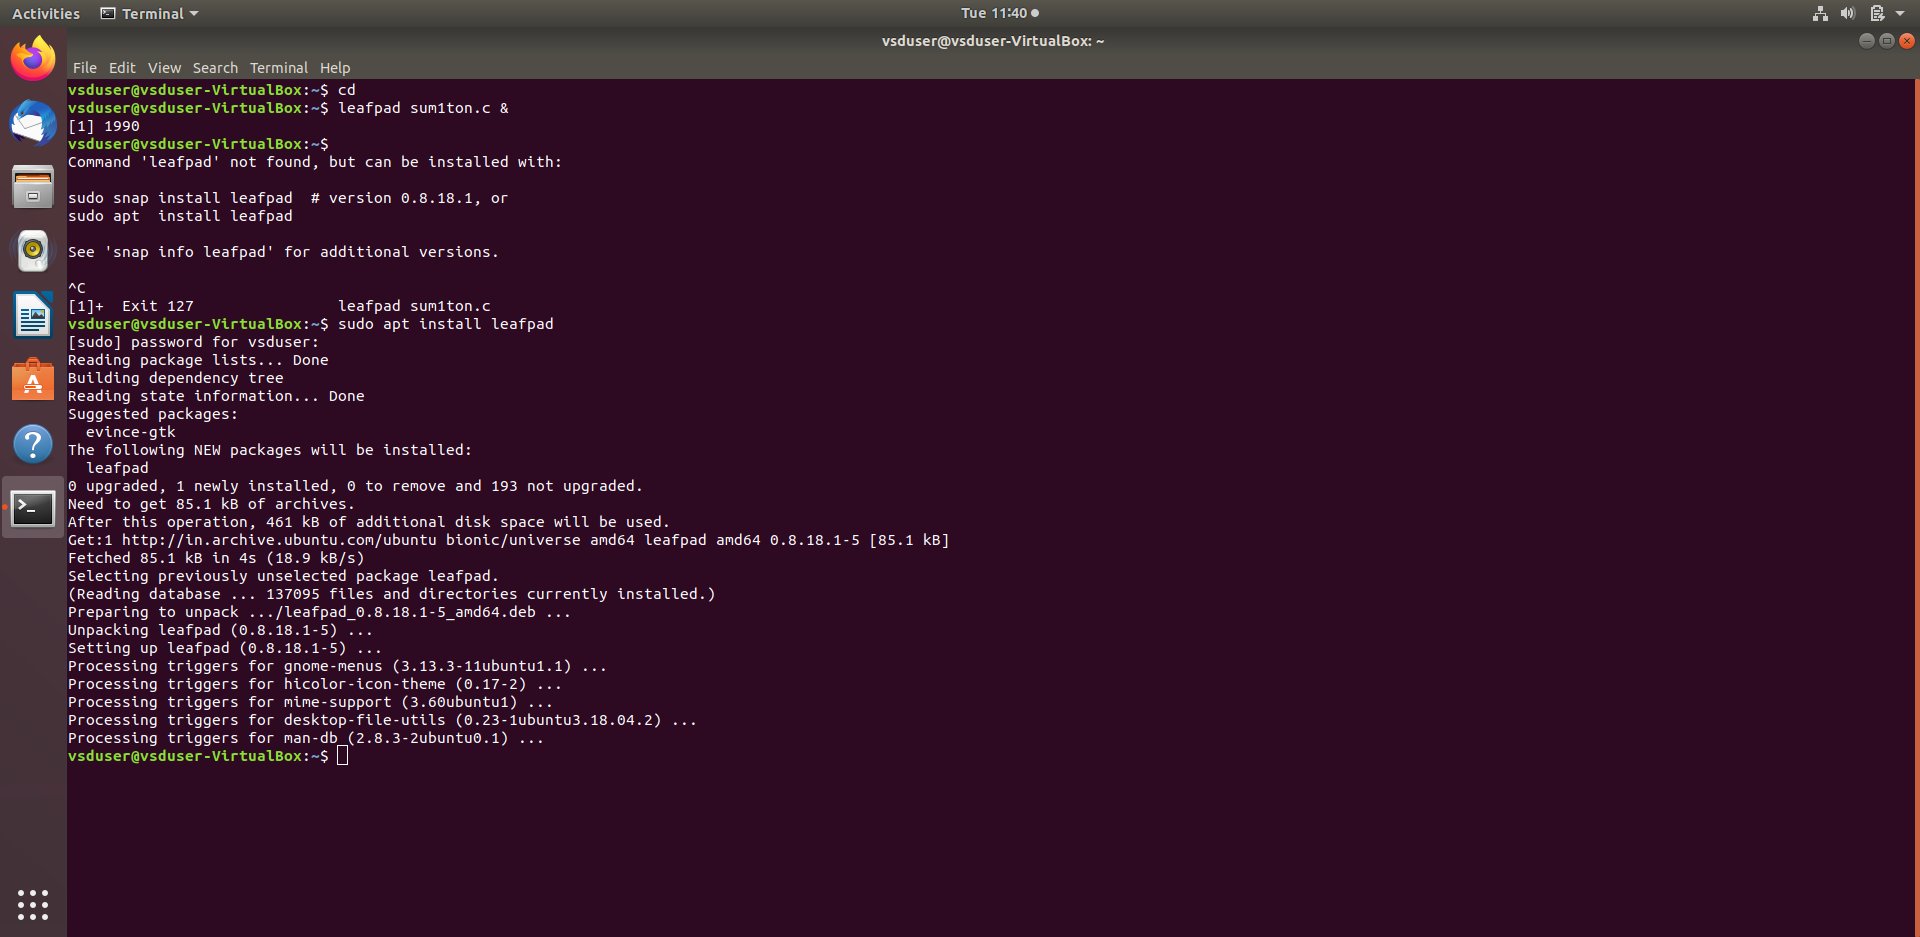 Activities Terminal Tue 11:40
vsduser@vsduser-VirtualBox: ~
File Edit View Search Terminal Help
vsduser@vsduser-VirtualBox:~$ cd
vsduser@vsduser-VirtualBox:~$ leafpad sum1ton.c &
[1] 1990
vsduser@vsduser-VirtualBox:~$
Command 'leafpad' not found, but can be installed with:
sudo snap install leafpad  # version 0.8.18.1, or
sudo apt  install leafpad
See 'snap info leafpad' for additional versions.
^C
[1]+  Exit 127                leafpad sum1ton.c
vsduser@vsduser-VirtualBox:~$ sudo apt install leafpad
[sudo] password for vsduser:
Reading package lists... Done
Building dependency tree
Reading state information... Done
Suggested packages:
  evince-gtk
The following NEW packages will be installed:
  leafpad
0 upgraded, 1 newly installed, 0 to remove and 193 not upgraded.
Need to get 85.1 kB of archives.
After this operation, 461 kB of additional disk space will be used.
Get:1 http://in.archive.ubuntu.com/ubuntu bionic/universe amd64 leafpad amd64 0.8.18.1-5 [85.1 kB]
Fetched 85.1 kB in 4s (18.9 kB/s)
Selecting previously unselected package leafpad.
(Reading database ... 137095 files and directories currently installed.)
Preparing to unpack .../leafpad_0.8.18.1-5_amd64.deb ...
Unpacking leafpad (0.8.18.1-5) ...
Setting up leafpad (0.8.18.1-5) ...
Processing triggers for gnome-menus (3.13.3-11ubuntu1.1) ...
Processing triggers for hicolor-icon-theme (0.17-2) ...
Processing triggers for mime-support (3.60ubuntu1) ...
Processing triggers for desktop-file-utils (0.23-1ubuntu3.18.04.2) ...
Processing triggers for man-db (2.8.3-2ubuntu0.1) ...
vsduser@vsduser-VirtualBox:~$